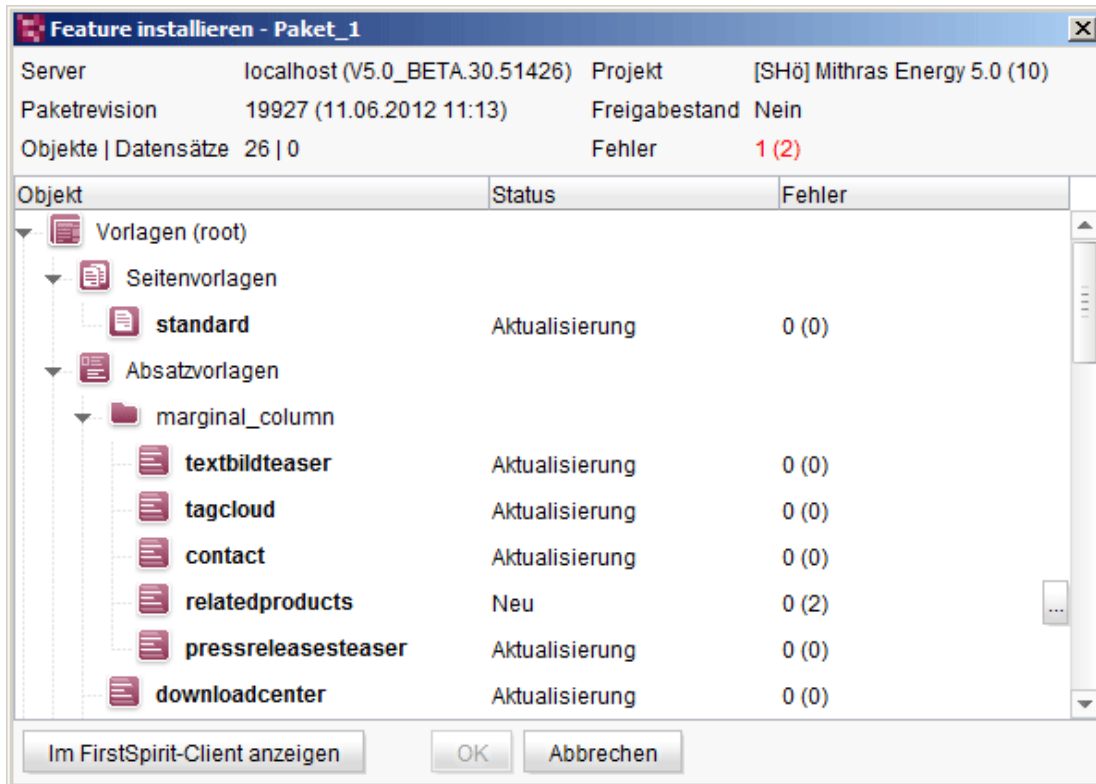 Feature installieren - Paket_1
Server localhost (V5.0_BETA.30.51426) Projekt [SHö] Mithras Energy 5.0 (10)
Paketrevision 19927 (11.06.2012 11:13) Freigabestand Nein
Objekte | Datensätze 26 | 0 Fehler 1 (2)
Objekt Status Fehler
Vorlagen (root)
Seitenvorlagen
standard Aktualisierung 0 (0)
Absatzvorlagen
marginal_column
textbildteaser Aktualisierung 0 (0)
tagcloud Aktualisierung 0 (0)
contact Aktualisierung 0 (0)
relatedproducts Neu 0 (2) ...
pressreleasesteaser Aktualisierung 0 (0)
downloadcenter Aktualisierung 0 (0)
Im FirstSpirit-Client anzeigen OK Abbrechen